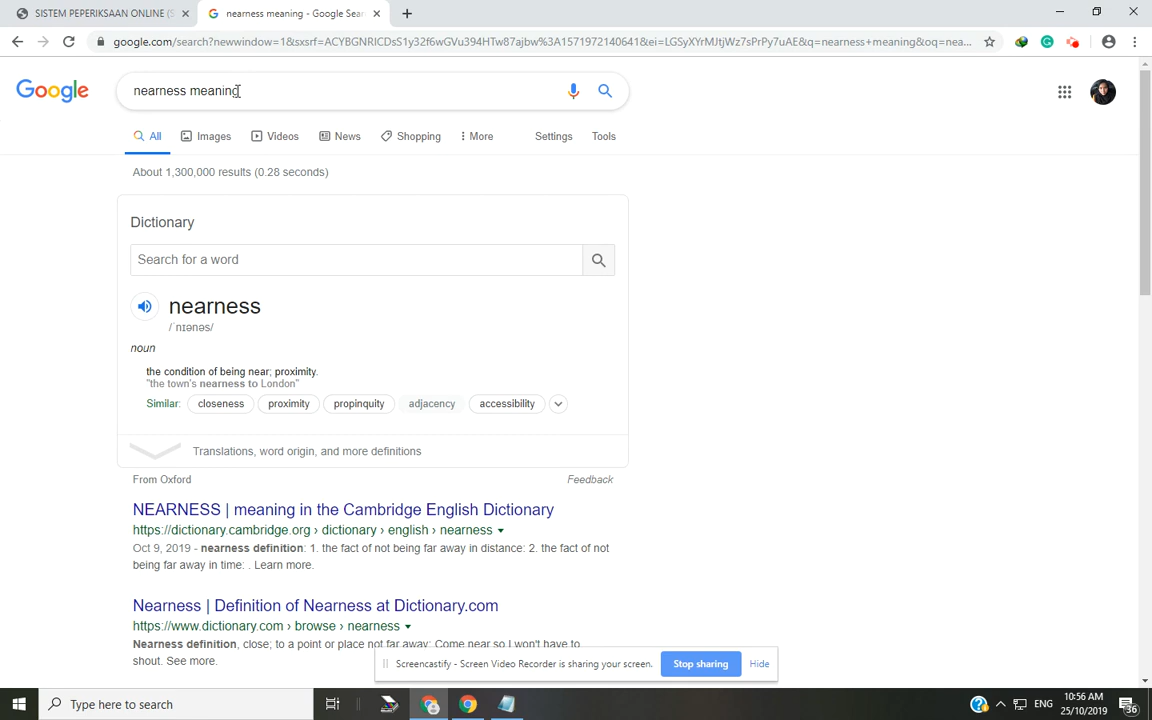 SISTEM PEPERIKSAAN ONLINE (S
nearness meaning - Google Sear
google.com/search?newwindow=1&sxsrf=ACYBGNRICDsS1y32f6wGVu394HTw87ajbw%3A1571972140641&ei=LGSyXYrMJtjWz7sPrPy7uAE&q=nearness+meaning&oq=nea...
Google
nearness meaning
All
Images
Videos
News
Shopping
More
Settings
Tools
About 1,300,000 results (0.28 seconds)
Dictionary
Search for a word
nearness
/ˈnɪənəs/
noun
the condition of being near; proximity.
"the town's nearness to London"
Similar: closeness proximity propinquity adjacency accessibility
Translations, word origin, and more definitions
From Oxford
Feedback
NEARNESS | meaning in the Cambridge English Dictionary
https://dictionary.cambridge.org › dictionary › english › nearness
Oct 9, 2019 - nearness definition: 1. the fact of not being far away in distance: 2. the fact of not
being far away in time: . Learn more.
Nearness | Definition of Nearness at Dictionary.com
https://www.dictionary.com › browse › nearness
Nearness definition, close; to a point or place not far away: Come near so I won't have to
shout. See more.
Screencastify - Screen Video Recorder is sharing your screen.
Stop sharing
Hide
Type here to search
ENG
10:56 AM
25/10/2019
36